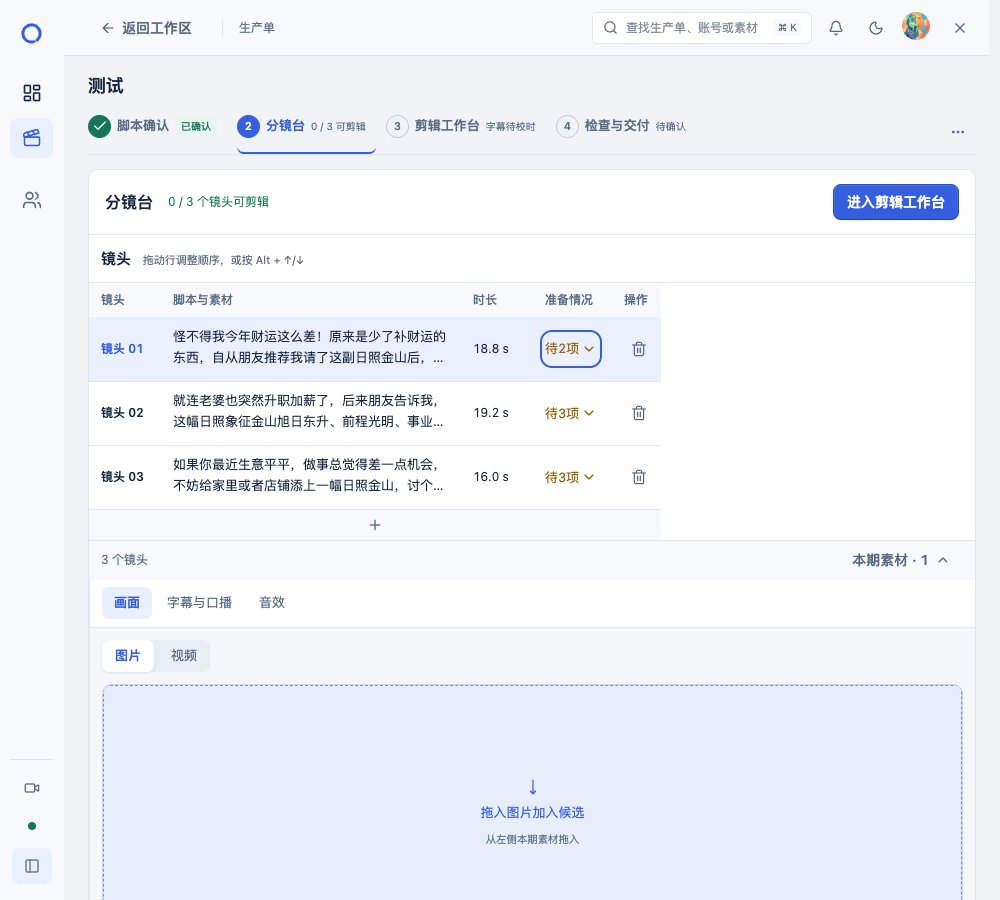 返回工作区
生产单
查找生产单、账号或素材
⌘ K
测试
脚本确认 已确认
2 分镜台 0 / 3 可剪辑
3 剪辑工作台 字幕待校时
4 检查与交付 待确认
分镜台 0 / 3 个镜头可剪辑
进入剪辑工作台
镜头 拖动行调整顺序，或按 Alt + ↑/↓
镜头 脚本与素材 时长 准备情况 操作
镜头 01
怪不得我今年财运这么差！原来是少了补财运的
东西，自从朋友推荐我请了这副日照金山后，...
18.8 s
待2项
镜头 02
就连老婆也突然升职加薪了，后来朋友告诉我，
这幅日照象征金山旭日东升、前程光明、事业...
19.2 s
待3项
镜头 03
如果你最近生意平平，做事总觉得差一点机会，
不妨给家里或者店铺添上一幅日照金山，讨个...
16.0 s
待3项
3 个镜头
本期素材 · 1
画面 字幕与口播 音效
图片 视频
拖入图片加入候选
从左侧本期素材拖入